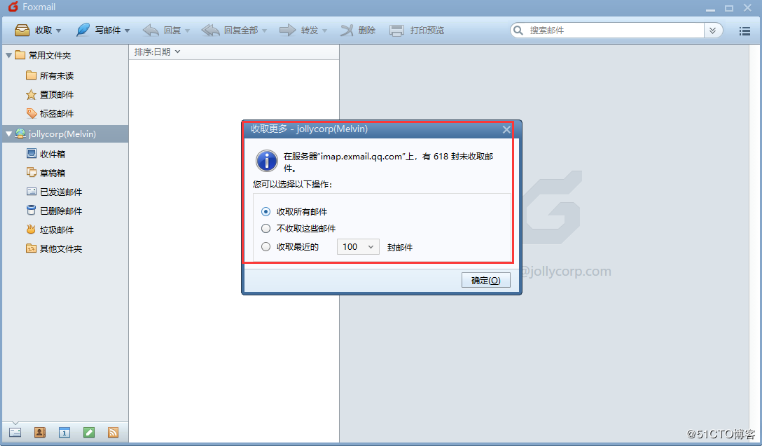 Foxmail
收取 写邮件 回复 回复全部 转发 删除 打印预览 搜索邮件
常用文件夹
所有未读
置顶邮件
标签邮件
jollycorp(Melvin)
收件箱
草稿箱
已发送邮件
已删除邮件
垃圾邮件
其他文件夹
排序:日期
收取更多 - jollycorp(Melvin)
在服务器"imap.exmail.qq.com"上，有 618 封未收取邮
件。
您可以选择以下操作:
收取所有邮件
不收取这些邮件
收取最近的 100 封邮件
确定(O)
@jollycorp.com
@51CTO博客